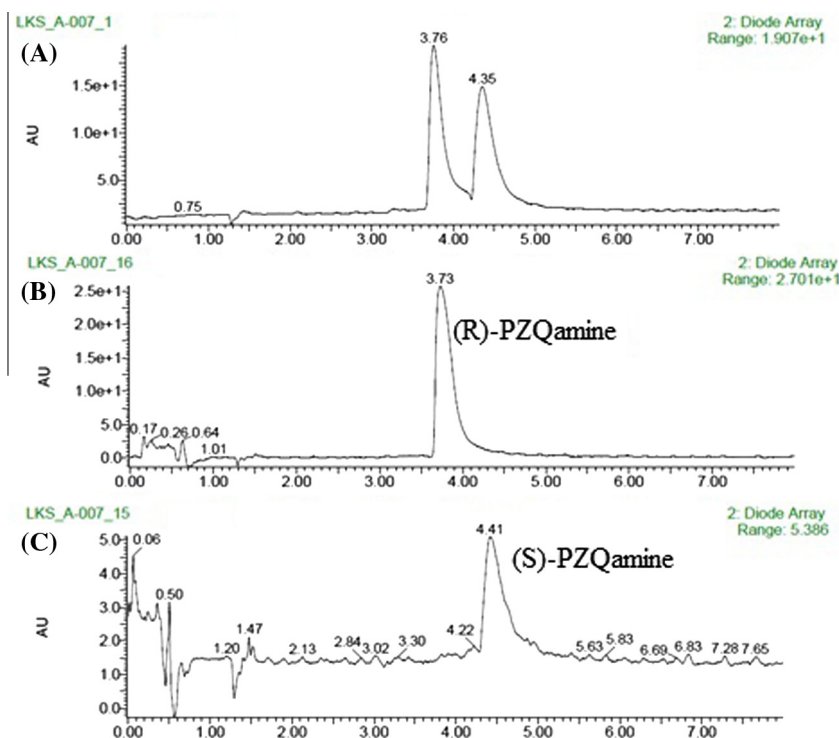 LKS_A-007_1
2: Diode Array
Range: 1.907e+1
(A)
3.76
4.35
1.5e+1
1.0e+1
5.0
AU
0.75
0.00 1.00 2.00 3.00 4.00 5.00 6.00 7.00
LKS_A-007_16
2: Diode Array
Range: 2.701e+1
(B)
3.73
(R)-PZQamine
2.5e+1
2.0e+1
1.5e+1
1.0e+1
5.0
0.0
AU
0.17 0.26 0.64
1.01
0.00 1.00 2.00 3.00 4.00 5.00 6.00 7.00
LKS_A-007_15
2: Diode Array
Range: 5.386
(C)
4.41
(S)-PZQamine
5.0
4.0
3.0
2.0
1.0
0.0
AU
0.06
0.50
1.20 1.47 2.13 2.84 3.02 3.30 4.22 5.63 5.83 6.69 6.83 7.28 7.65
0.00 1.00 2.00 3.00 4.00 5.00 6.00 7.00